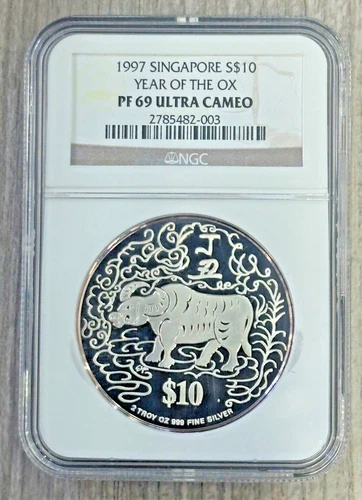 1997 SINGAPORE S$10
YEAR OF THE OX
PF 69 ULTRA CAMEO
2785482-003
NGC
丁
丑
$10
2 TROY OZ 999 FINE SILVER